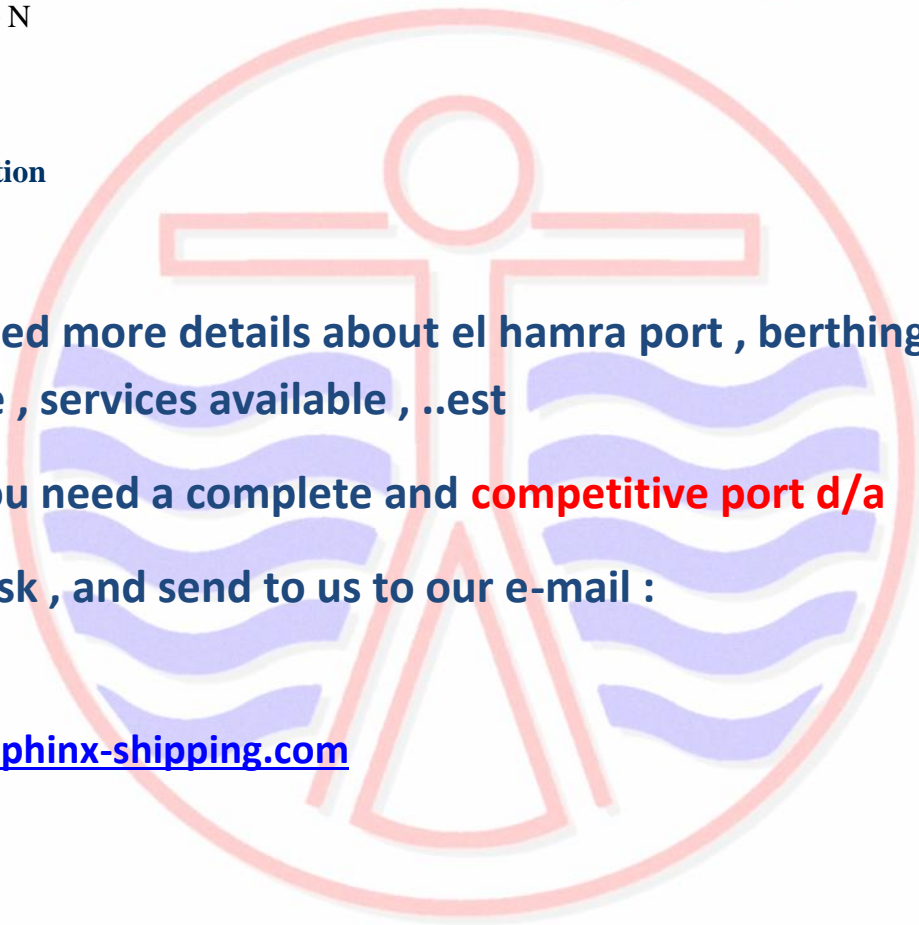 N
tion
ed more details about el hamra port , berthing
e , services available , ..est
ou need a complete and competitive port d/a
sk , and send to us to our e-mail :
phinx-shipping.com